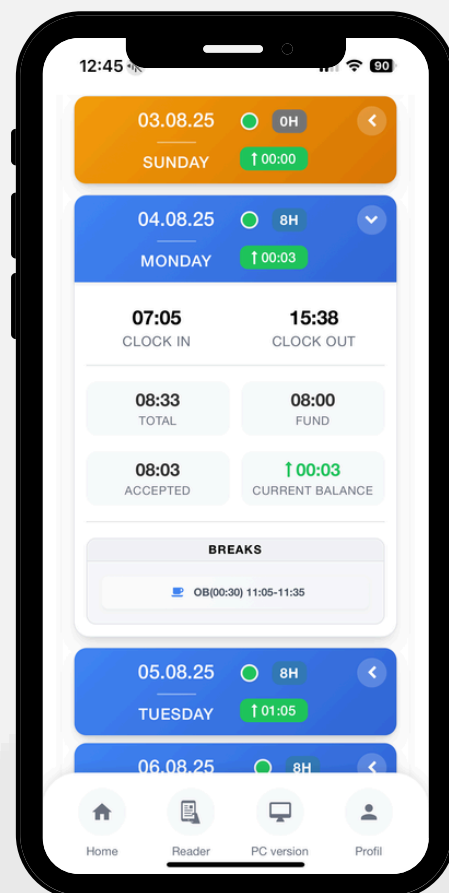 12:45
90
03.08.25 0H
SUNDAY ↑ 00:00
04.08.25 8H
MONDAY ↑ 00:03
07:05 15:38
CLOCK IN CLOCK OUT
08:33 08:00
TOTAL FUND
08:03 ↑ 00:03
ACCEPTED CURRENT BALANCE
BREAKS
OB(00:30) 11:05-11:35
05.08.25 8H
TUESDAY ↑ 01:05
06.08.25 8H
Home Reader PC version Profil